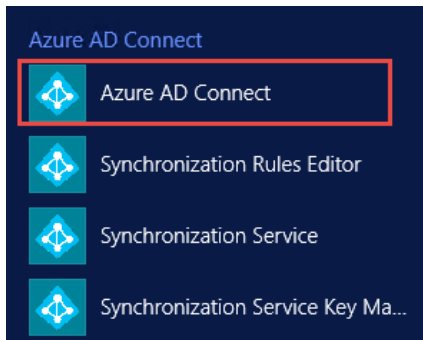 Azure AD Connect
Azure AD Connect
Synchronization Rules Editor
Synchronization Service
Synchronization Service Key Ma...